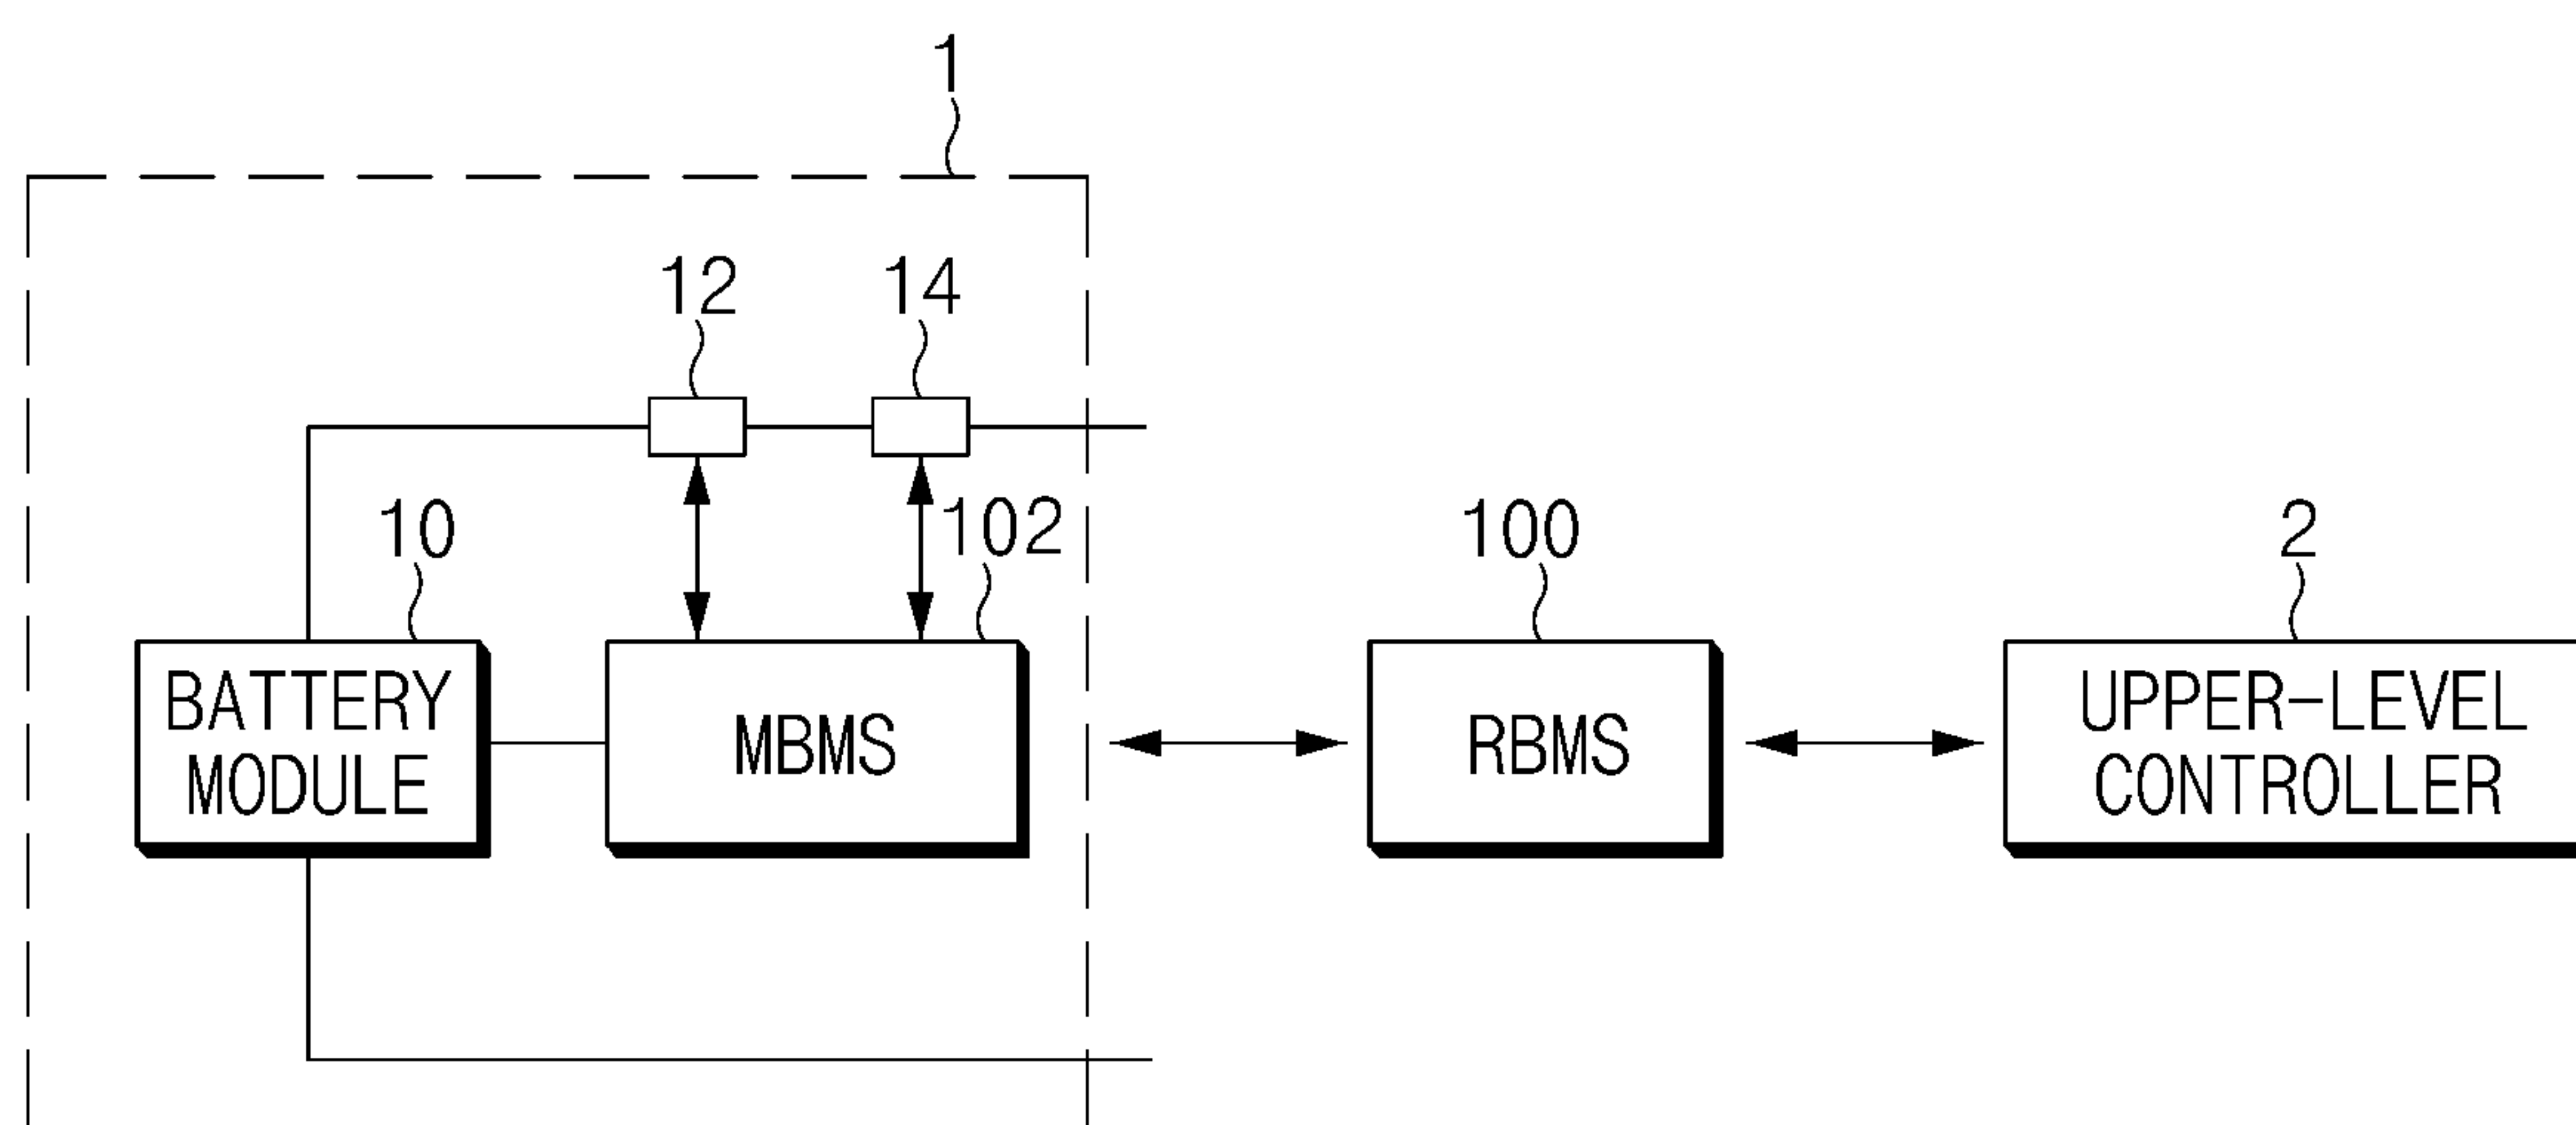 1
12
14
10
102
100
2
BATTERY
MODULE
MBMS
RBMS
UPPER-LEVEL
CONTROLLER